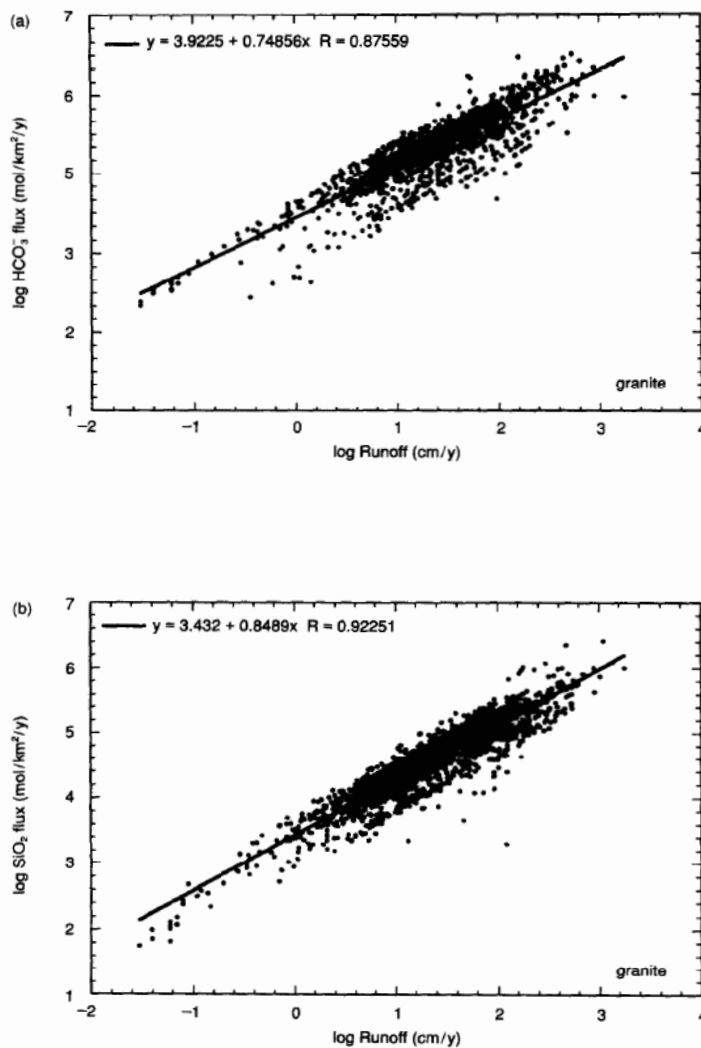 (a)
y = 3.9225 + 0.74856x R = 0.87559
7
6
5
3
2
1
log HCO₃⁻ flux (mol/km²/y)
granite
−2 −1 0 1 2 3 4
log Runoff (cm/y)
(b)
y = 3.432 + 0.8489x R = 0.92251
7
6
5
4
3
2
1
log SiO₂ flux (mol/km²/y)
granite
−2 −1 0 1 2 3 4
log Runoff (cm/y)